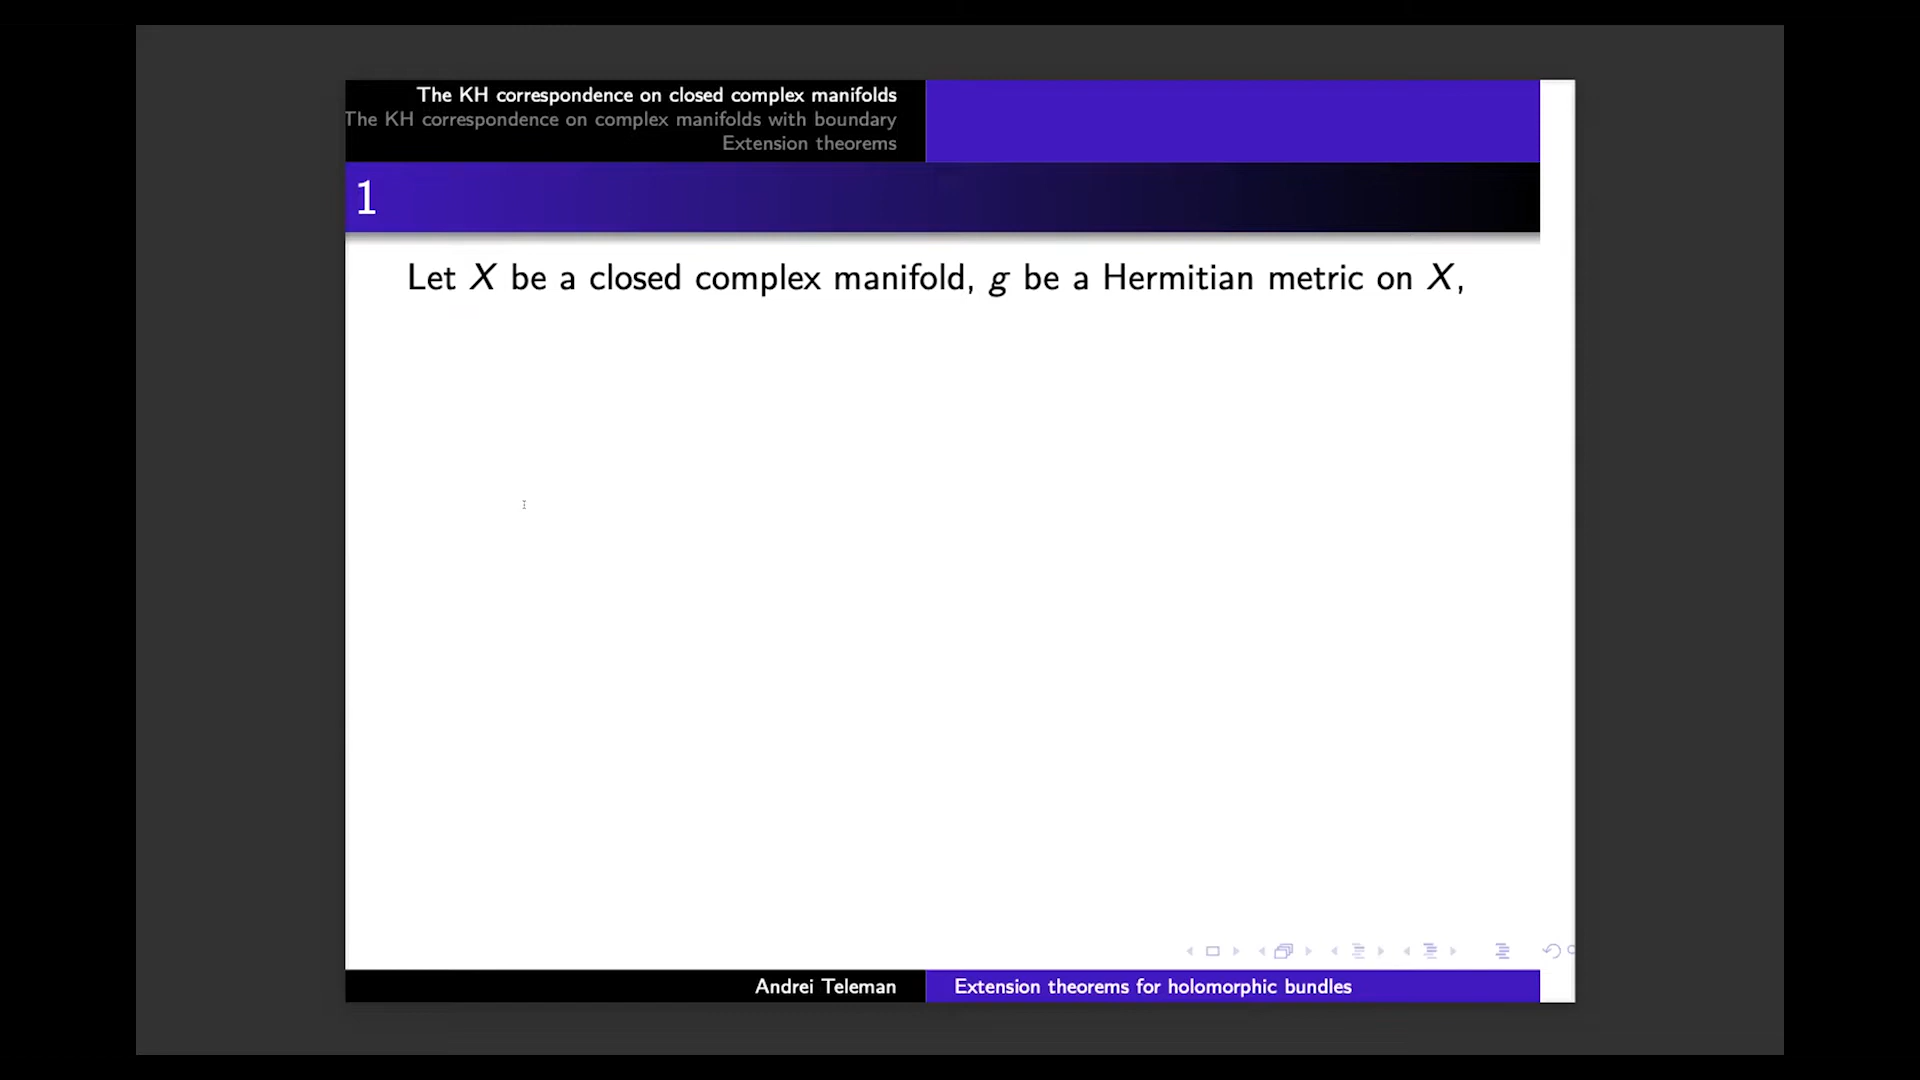 The KH correspondence on closed complex manifolds
The KH correspondence on complex manifolds with boundary
Extension theorems
1
Let X be a closed complex manifold, g be a Hermitian metric on X,
Andrei Teleman
Extension theorems for holomorphic bundles